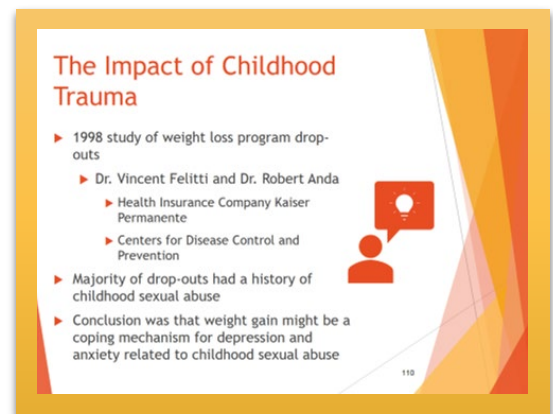 The Impact of Childhood
Trauma
1998 study of weight loss program drop-
outs
Dr. Vincent Felitti and Dr. Robert Anda
Health Insurance Company Kaiser
Permanente
Centers for Disease Control and
Prevention
Majority of drop-outs had a history of
childhood sexual abuse
Conclusion was that weight gain might be a
coping mechanism for depression and
anxiety related to childhood sexual abuse
110